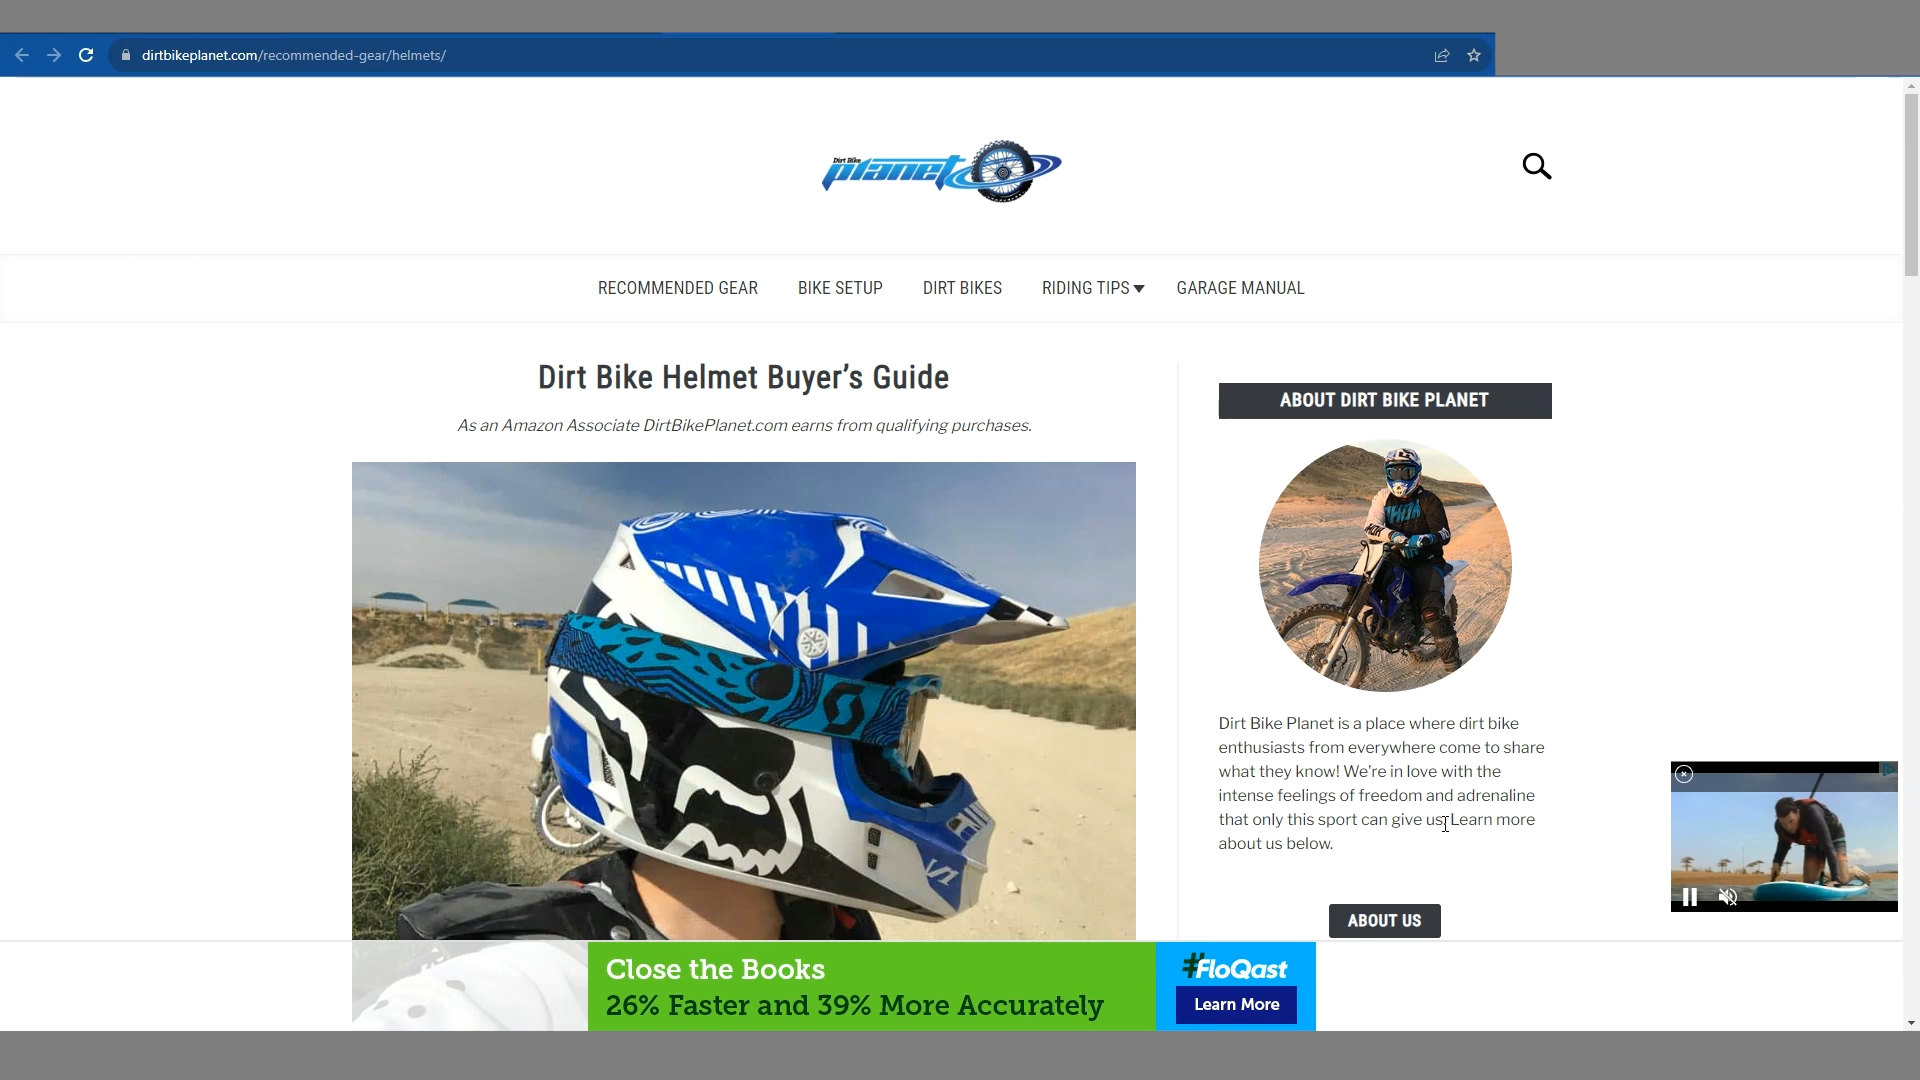 dirtbikeplanet.com/recommended-gear/helmets/
Dirt Bike
planet
RECOMMENDED GEAR
BIKE SETUP
DIRT BIKES
RIDING TIPS
GARAGE MANUAL
Dirt Bike Helmet Buyer’s Guide
As an Amazon Associate DirtBikePlanet.com earns from qualifying purchases.
V1
ABOUT DIRT BIKE PLANET
Dirt Bike Planet is a place where dirt bike
enthusiasts from everywhere come to share
what they know! We're in love with the
intense feelings of freedom and adrenaline
that only this sport can give us. Learn more
about us below.
ABOUT US
Close the Books
26% Faster and 39% More Accurately
#FloQast
Learn More